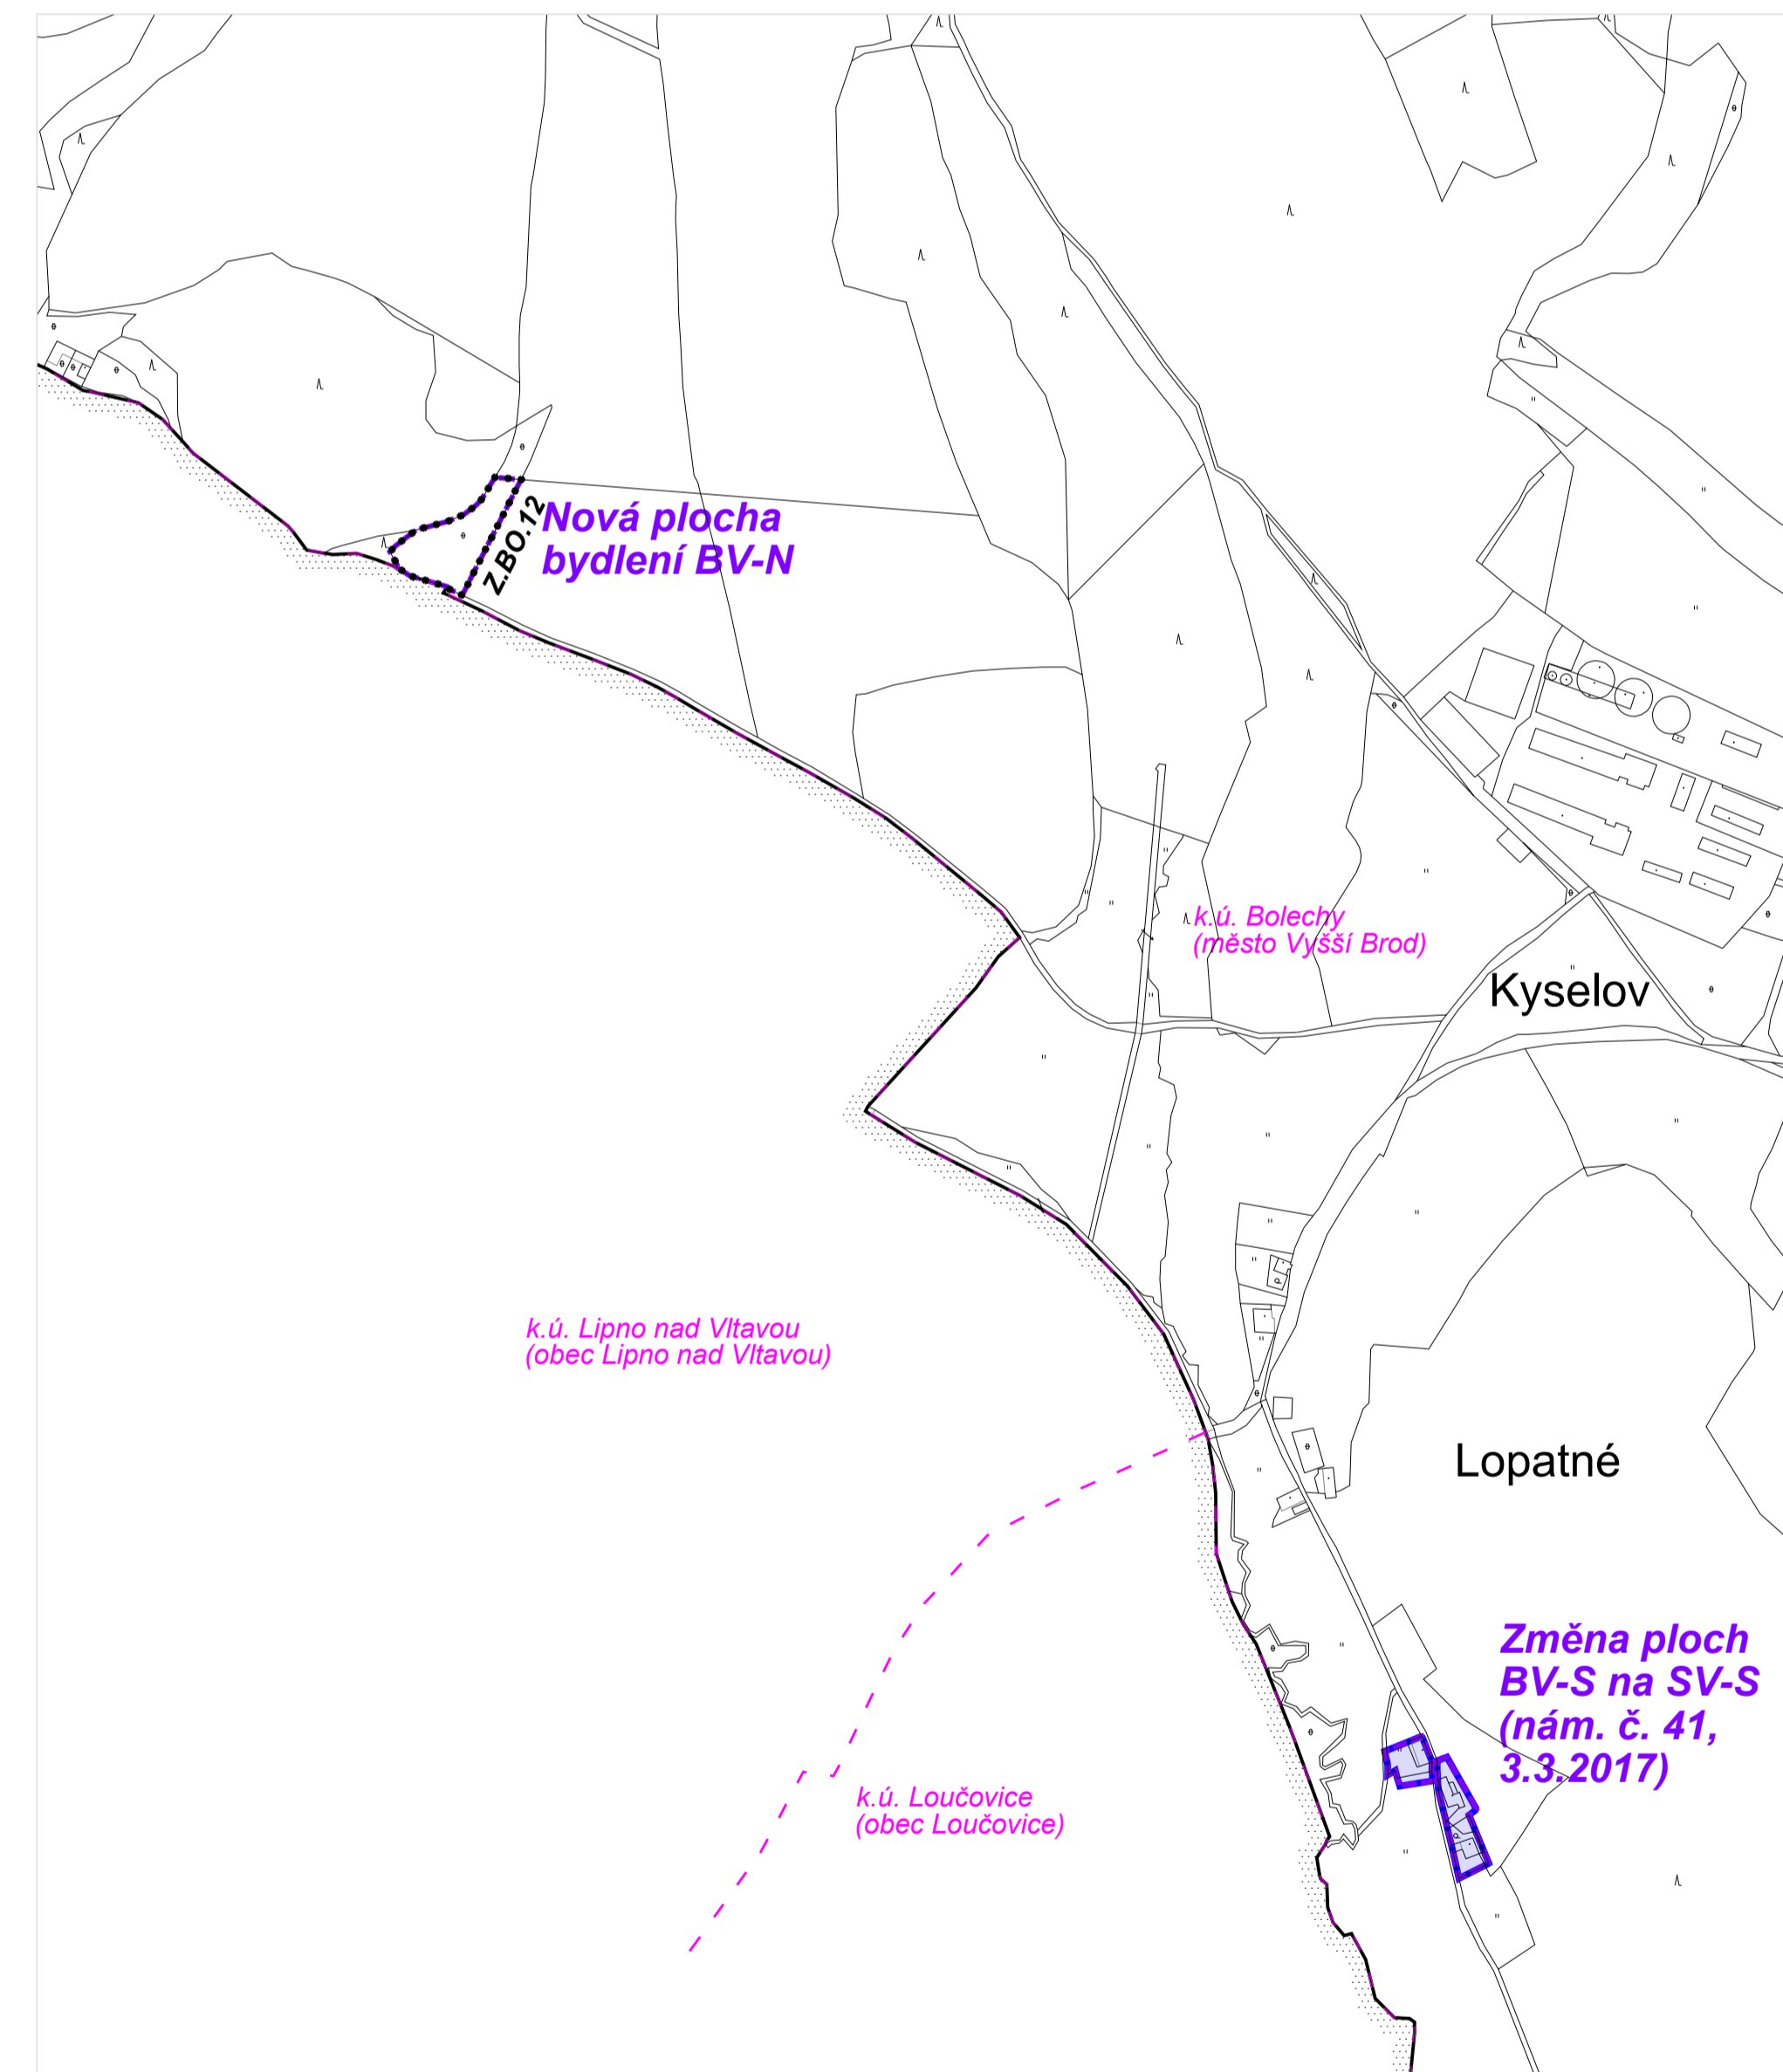 Nová plocha
bydlení BV-N
Z.BO.12
k.ú. Bolechy
(město Vyšší Brod)
Kyselov
k.ú. Lipno nad Vltavou
(obec Lipno nad Vltavou)
Lopatné
Změna ploch
BV-S na SV-S
(nám. č. 41,
3.3.2017)
k.ú. Loučovice
(obec Loučovice)